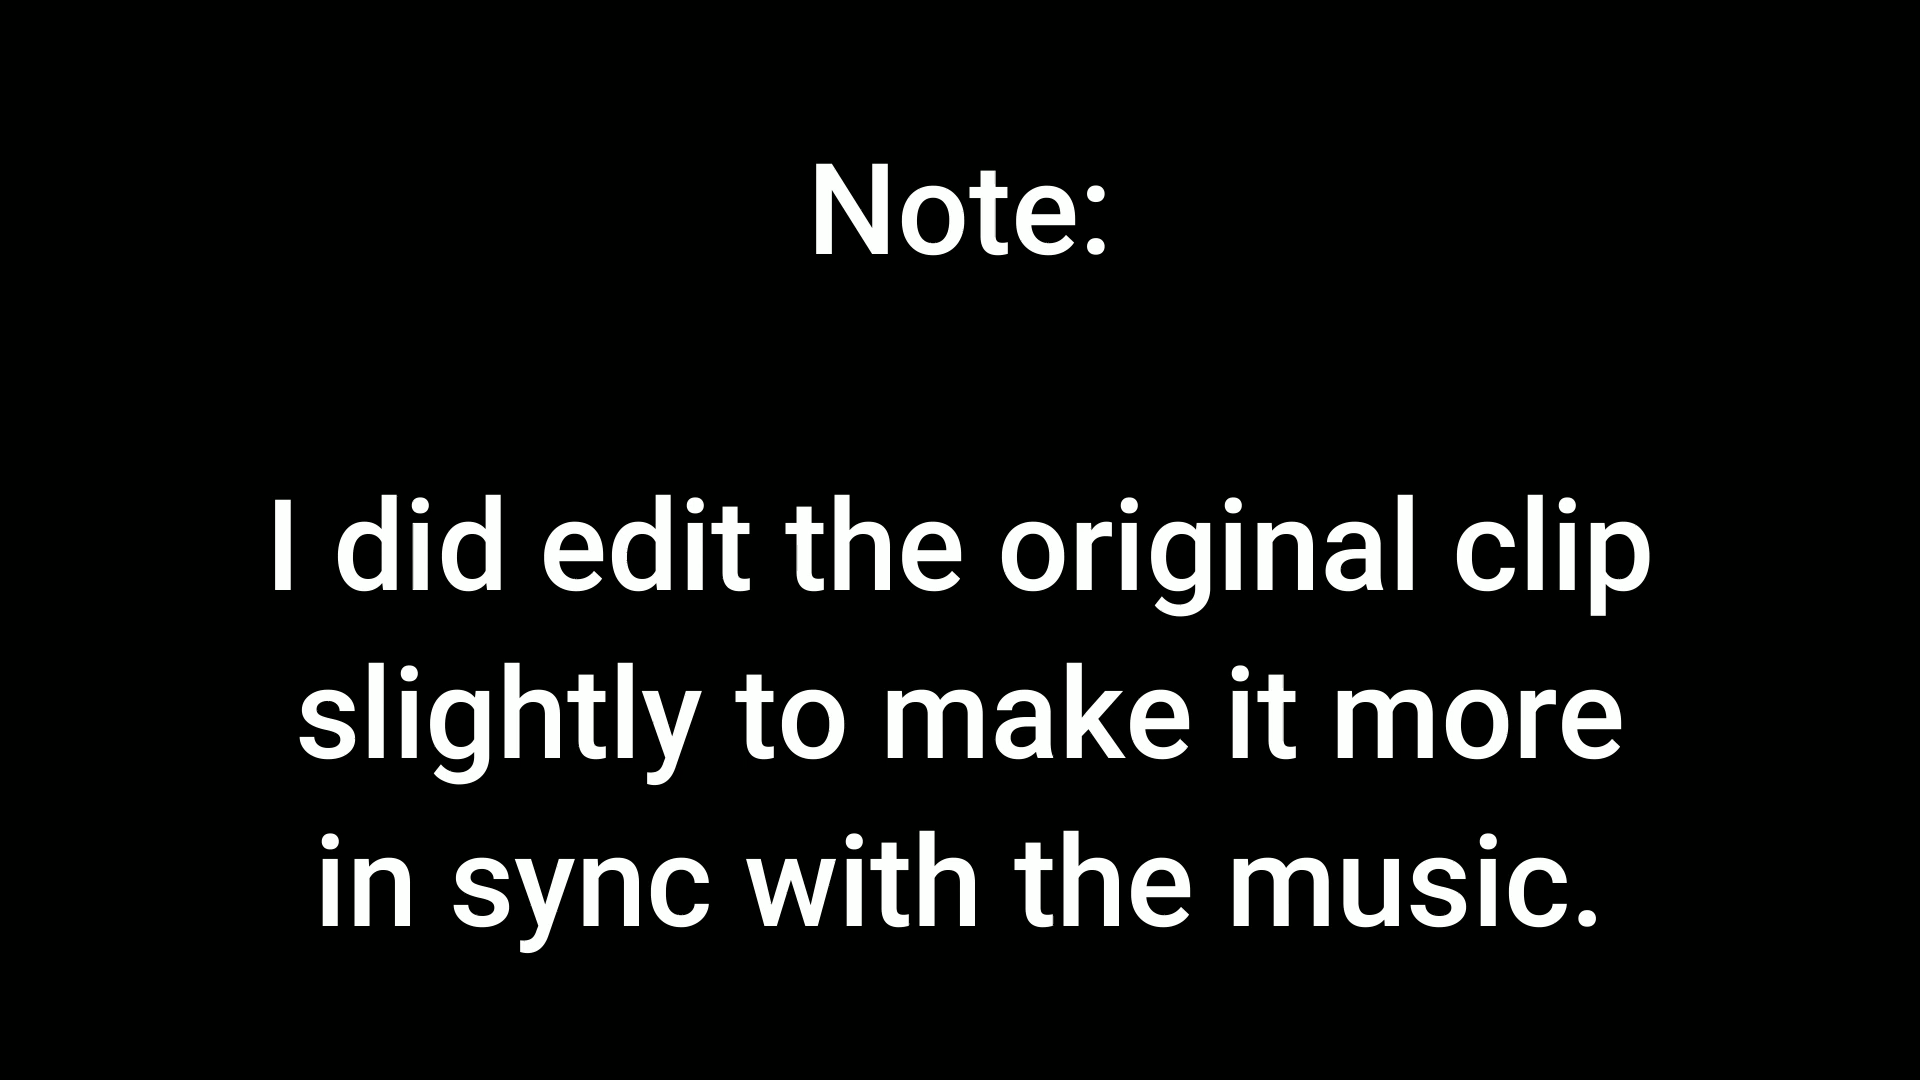 Note:
I did edit the original clip
slightly to make it more
in sync with the music.